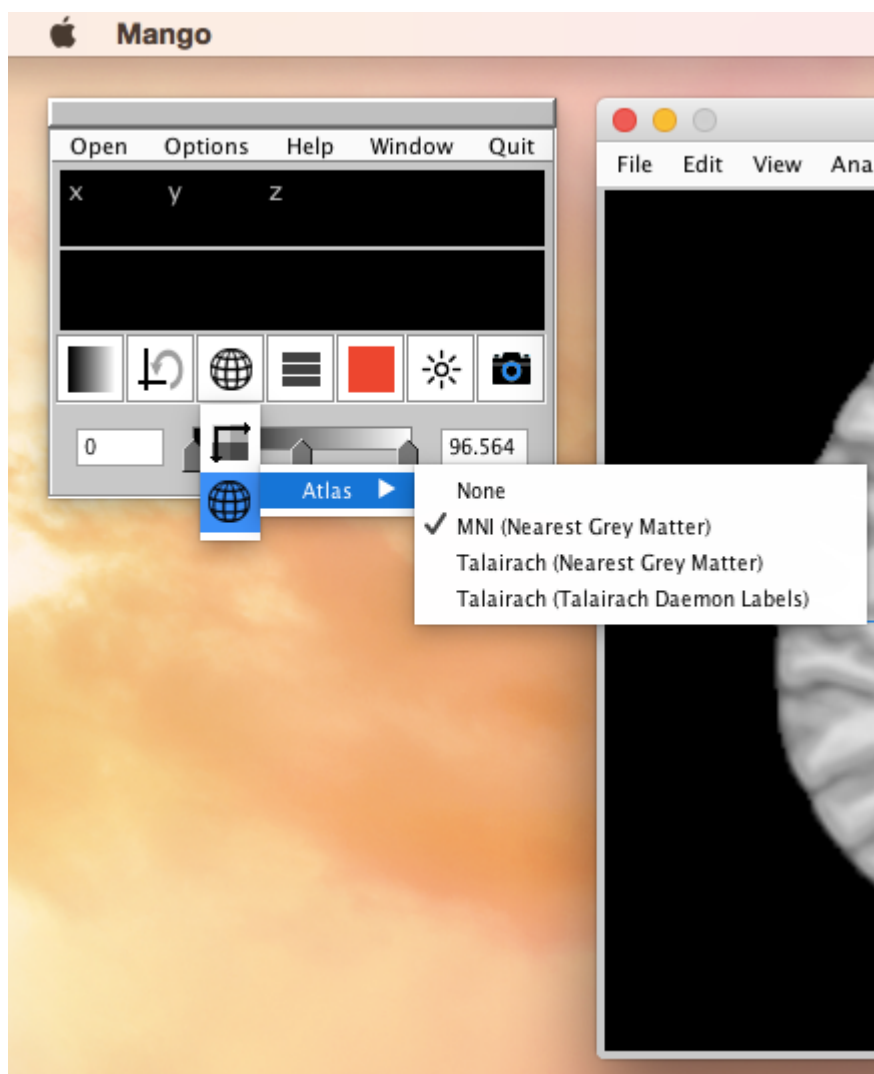 Mango
Open Options Help Window Quit
x y z
0 96.564
Atlas
None
MNI (Nearest Grey Matter)
Talairach (Nearest Grey Matter)
Talairach (Talairach Daemon Labels)
File Edit View Ana